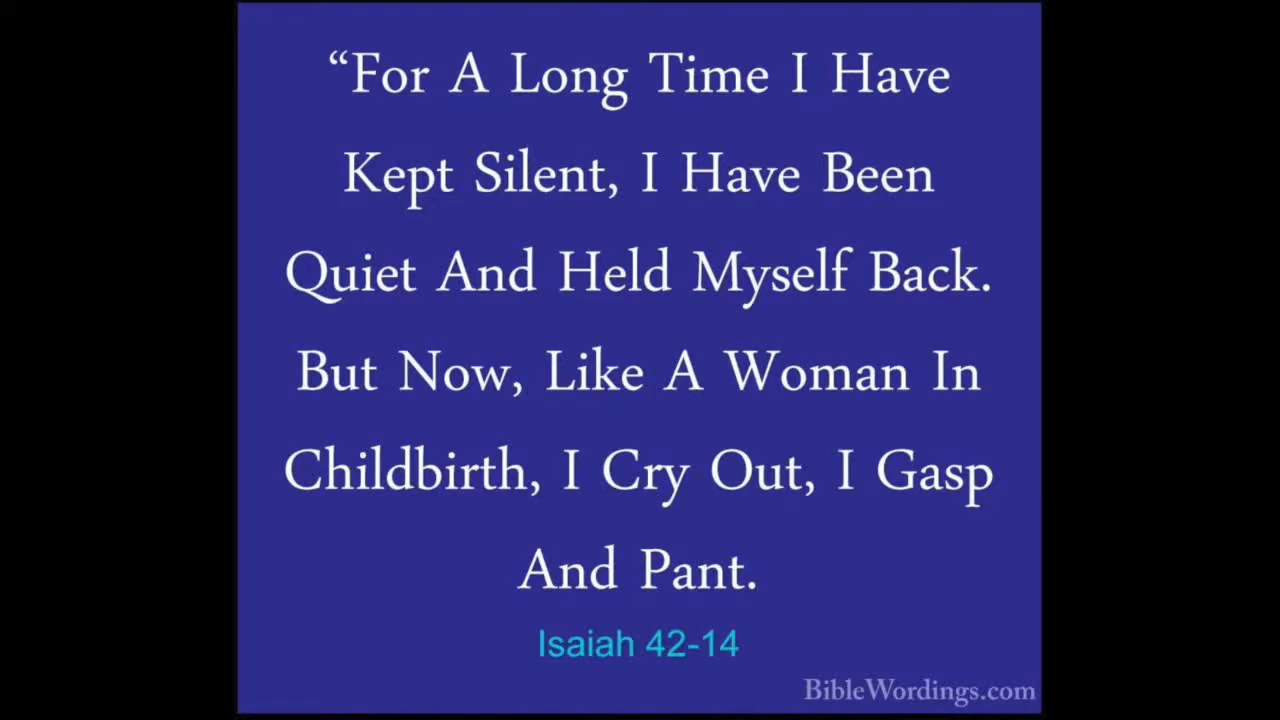 “For A Long Time I Have
Kept Silent, I Have Been
Quiet And Held Myself Back.
But Now, Like A Woman In
Childbirth, I Cry Out, I Gasp
And Pant.
Isaiah 42-14
BibleWordings.com